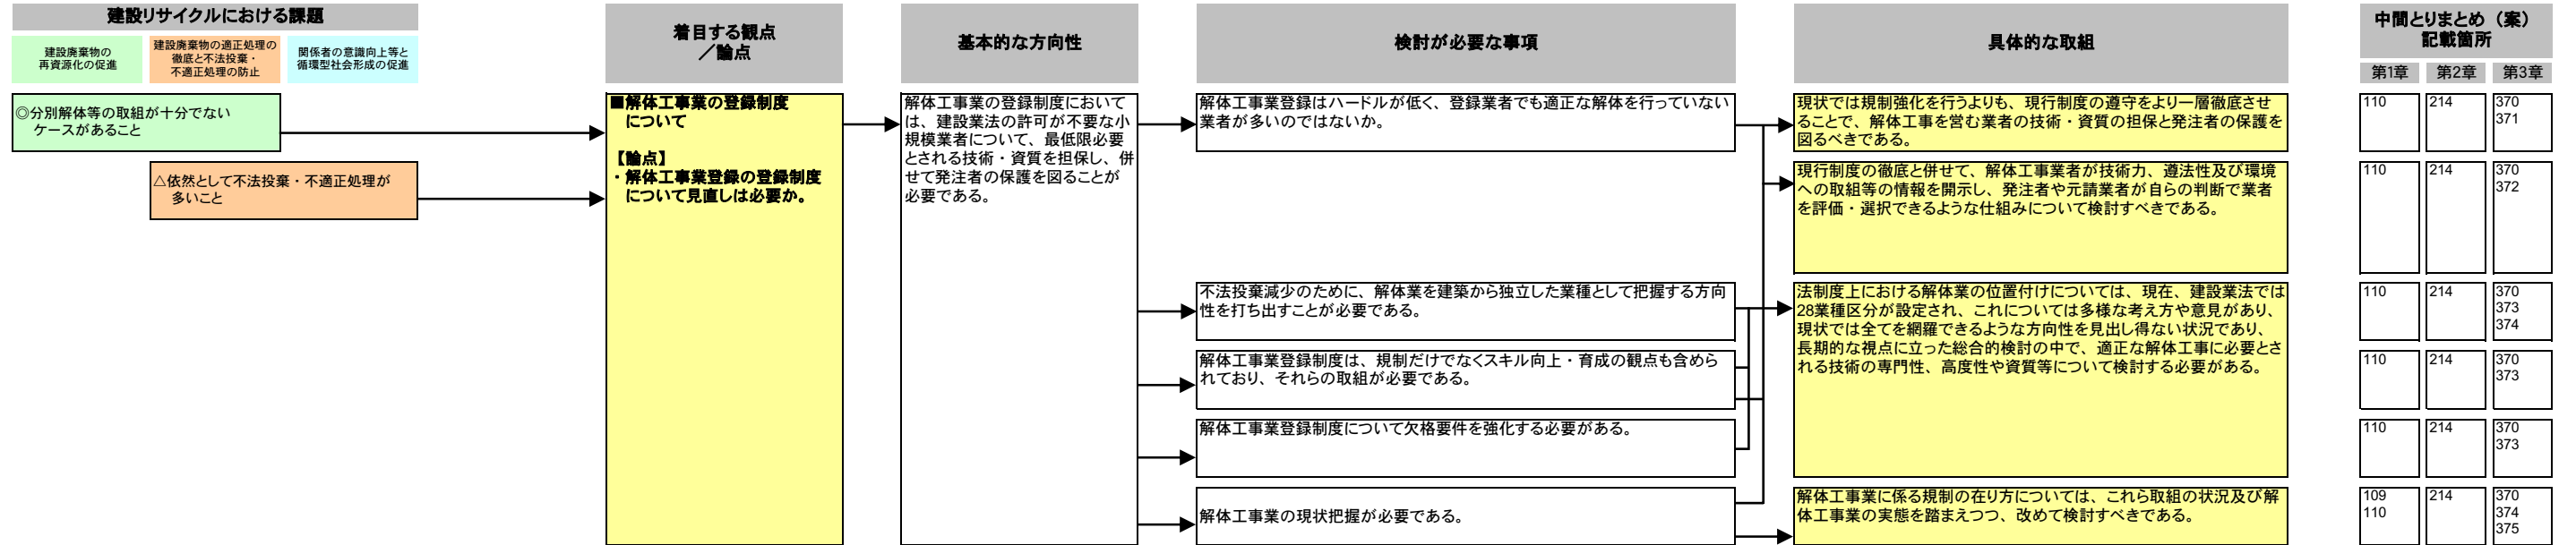 建設リサイクルにおける課題
建設廃棄物の
再資源化の促進
建設廃棄物の適正処理の
徹底と不法投棄・
不適正処理の防止
関係者の意識向上等と
循環型社会形成の促進
着目する観点
／論点
基本的な方向性
検討が必要な事項
具体的な取組
中間とりまとめ（案）
記載箇所
第1章
第2章
第3章
◎分別解体等の取組が十分でない
ケースがあること
△依然として不法投棄・不適正処理が
多いこと
■解体工事業の登録制度
について
【論点】
・解体工事業登録の登録制度
について見直しは必要か。
解体工事業の登録制度において
は、建設業法の許可が不要な小
規模業者について、最低限必要
とされる技術・資質を担保し、併
せて発注者の保護を図ることが
必要である。
解体工事業登録はハードルが低く、登録業者でも適正な解体を行っていない
業者が多いのではないか。
不法投棄減少のために、解体業を建築から独立した業種として把握する方向
性を打ち出すことが必要である。
解体工事業登録制度は、規制だけでなくスキル向上・育成の観点も含めら
れており、それらの取組が必要である。
解体工事業登録制度について欠格要件を強化する必要がある。
解体工事業の現状把握が必要である。
現状では規制強化を行うよりも、現行制度の遵守をより一層徹底させ
ることで、解体工事を営む業者の技術・資質の担保と発注者の保護を
図るべきである。
現行制度の徹底と併せて、解体工事業者が技術力、遵法性及び環境
への取組等の情報を開示し、発注者や元請業者が自らの判断で業者
を評価・選択できるような仕組みについて検討すべきである。
法制度上における解体業の位置付けについては、現在、建設業法では
28業種区分が設定され、これについては多様な考え方や意見があり、
現状では全てを網羅できるような方向性を見出し得ない状況であり、
長期的な視点に立った総合的検討の中で、適正な解体工事に必要とさ
れる技術の専門性、高度性や資質等について検討する必要がある。
解体工事業に係る規制の在り方については、これら取組の状況及び解
体工事業の実態を踏まえつつ、改めて検討すべきである。
110
214
370
371
110
214
370
372
110
214
370
373
374
110
214
370
373
110
214
370
373
109
110
214
370
374
375